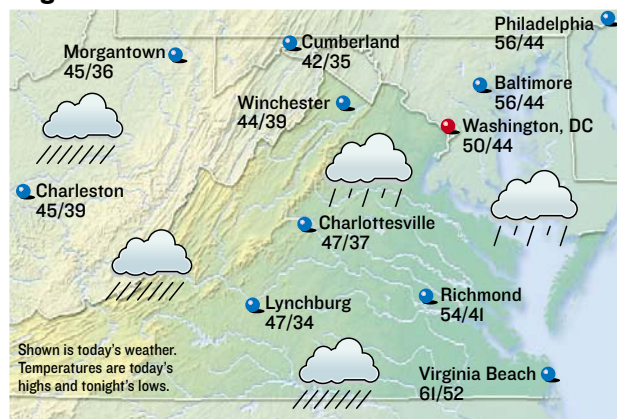 Philadelphia
56/44
Morgantown
45/36
Cumberland
42/35
Baltimore
56/44
Winchester
44/39
Washington, DC
50/44
Charleston
45/39
Charlottesville
47/37
Lynchburg
47/34
Richmond
54/41
Shown is today's weather.
Temperatures are today's
highs and tonight's lows.
Virginia Beach
61/52